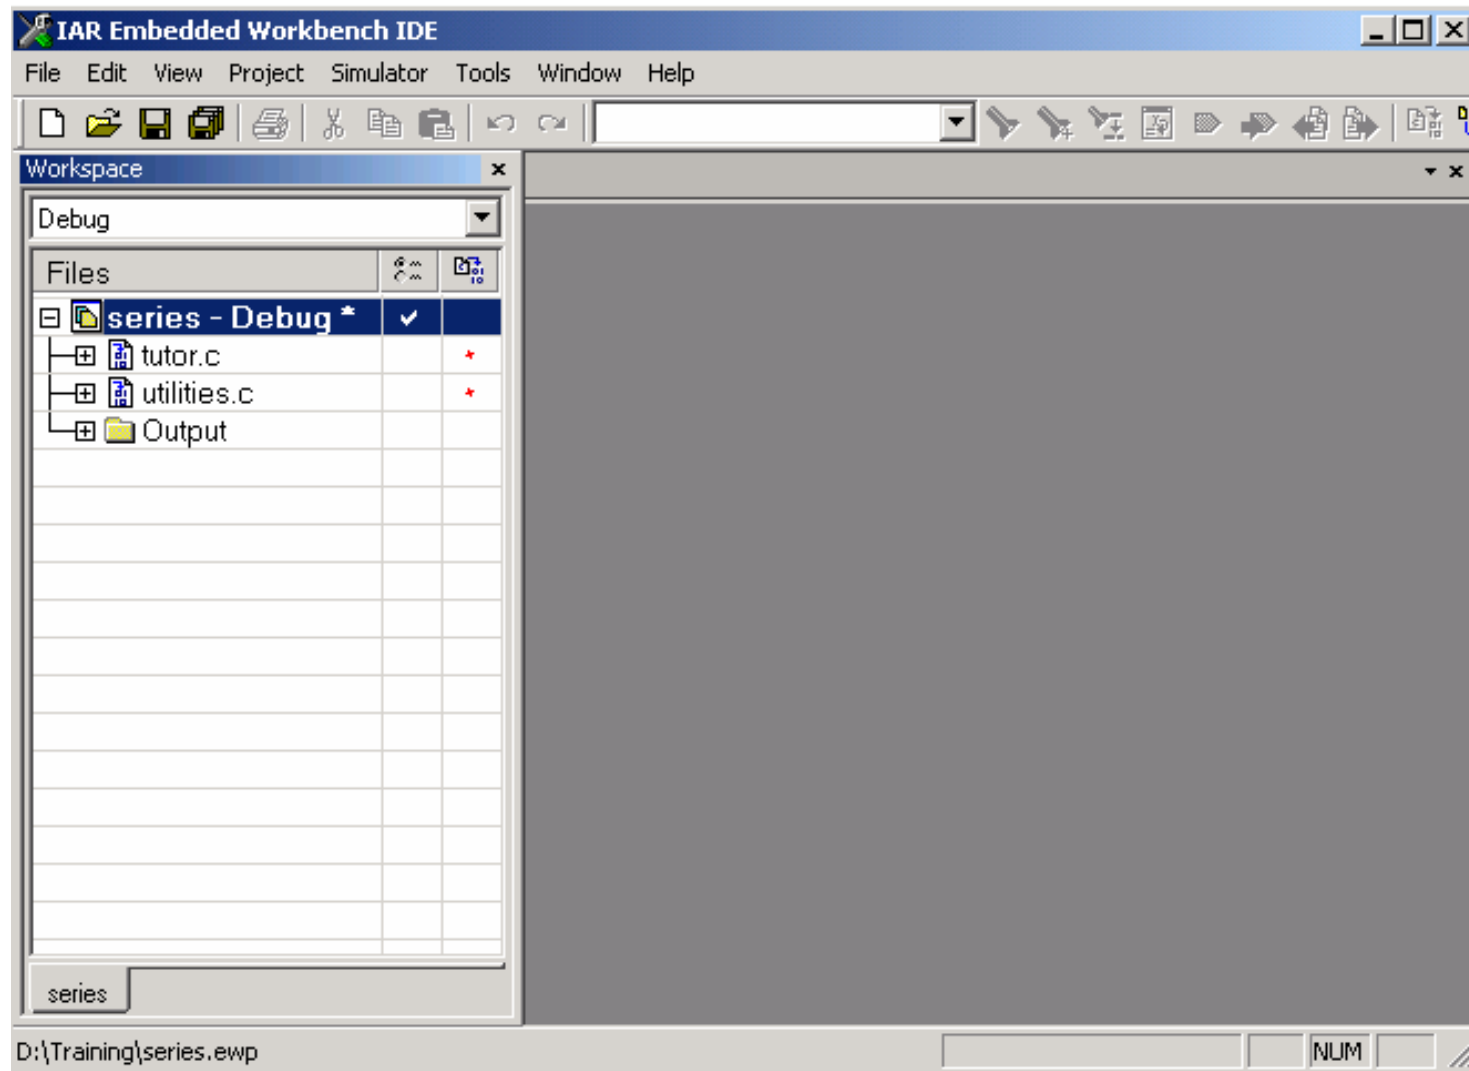 IAR Embedded Workbench IDE
File Edit View Project Simulator Tools Window Help
Workspace
Debug
Files
series - Debug *
tutor.c
utilities.c
Output
series
D:\Training\series.ewp
NUM